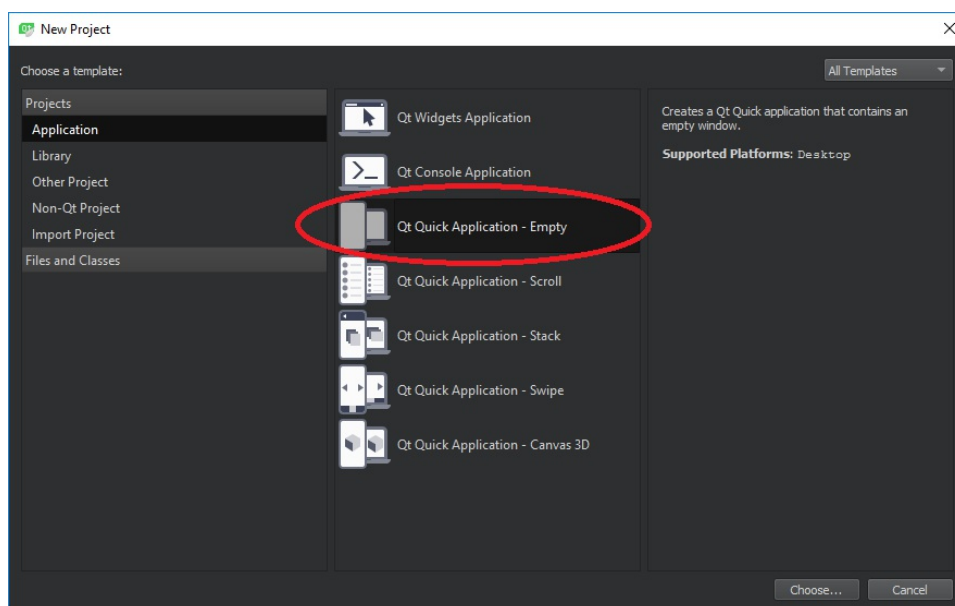 New Project
Choose a template:
All Templates
Projects
Application
Library
Other Project
Non-Qt Project
Import Project
Files and Classes
Qt Widgets Application
Qt Console Application
Qt Quick Application - Empty
Qt Quick Application - Scroll
Qt Quick Application - Stack
Qt Quick Application - Swipe
Qt Quick Application - Canvas 3D
Creates a Qt Quick application that contains an
empty window.
Supported Platforms: Desktop
Choose...
Cancel